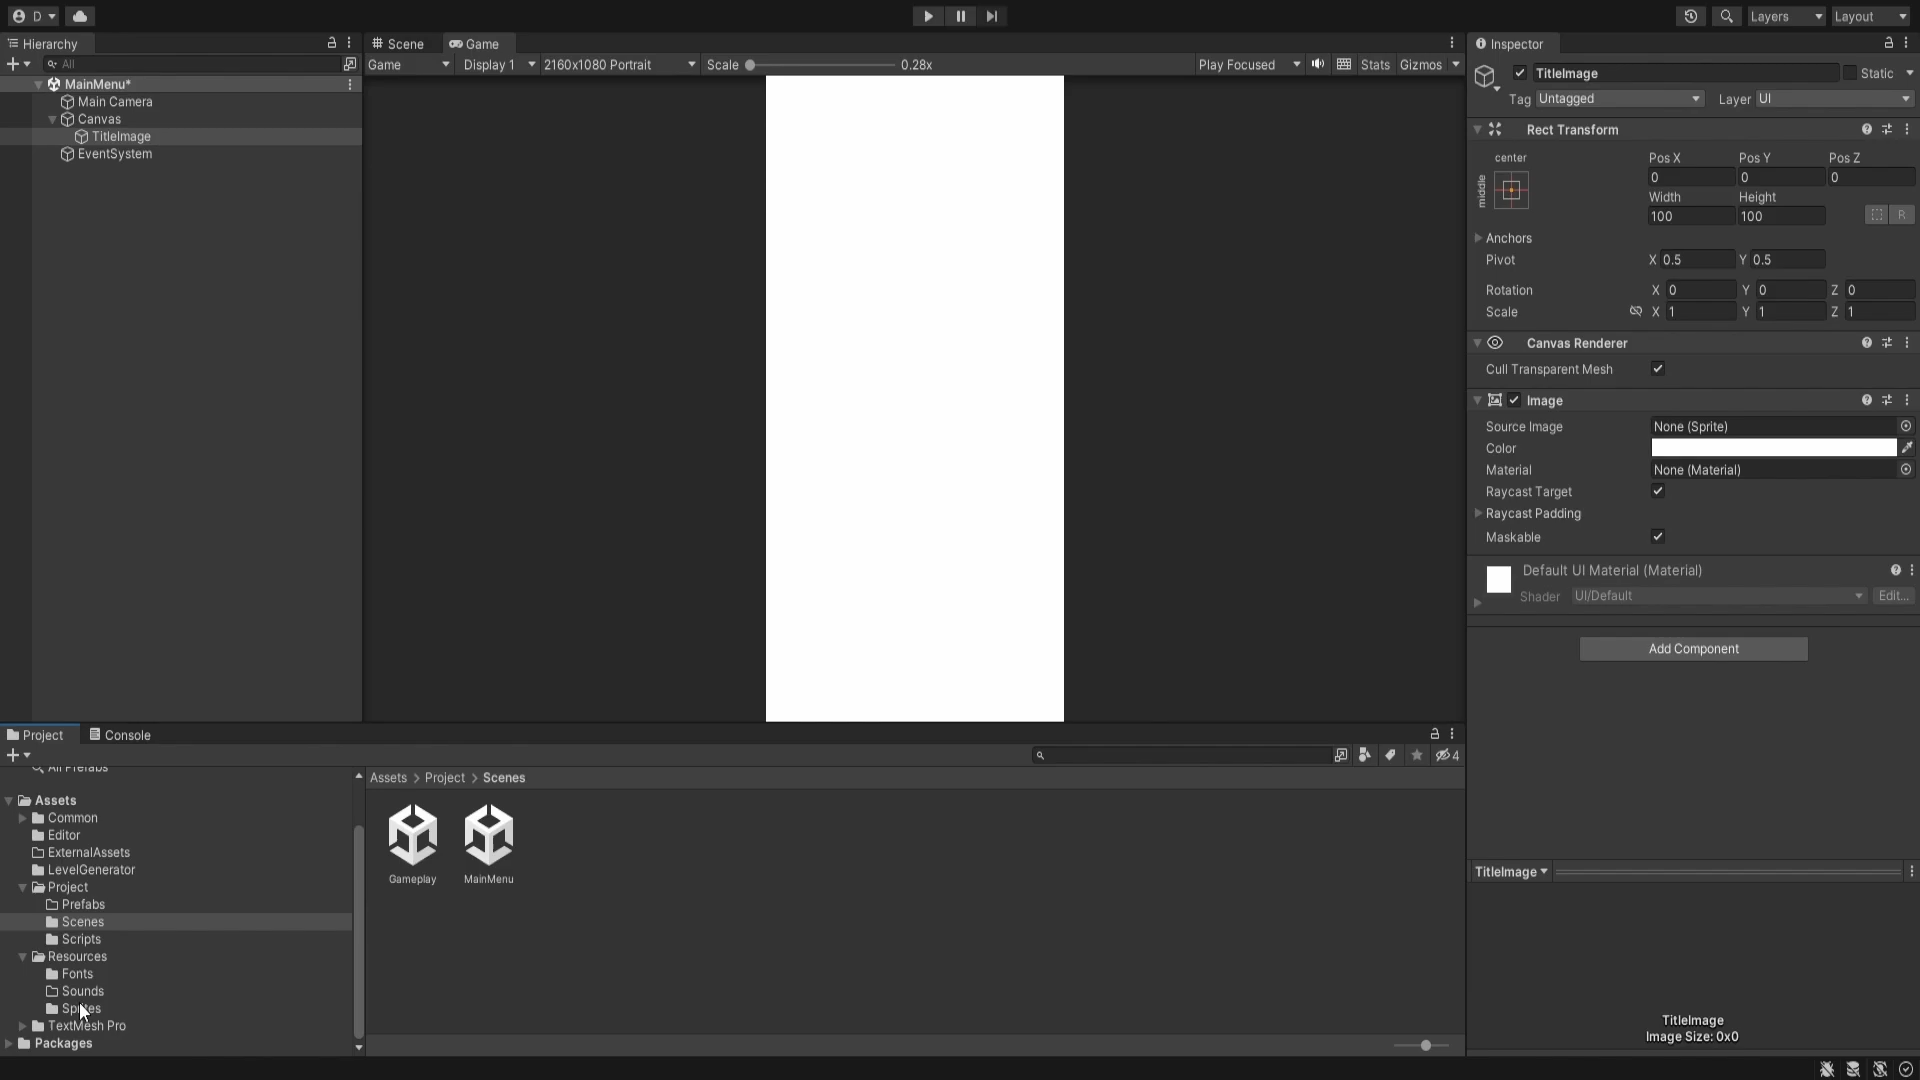 D
Layers
Layout
Hierarchy
All
MainMenu*
Main Camera
Canvas
TitleImage
EventSystem
Scene
Game
Game
Display 1
2160x1080 Portrait
Scale
0.28x
Play Focused
Stats
Gizmos
Inspector
TitleImage
Static
Tag
Untagged
Layer
UI
Rect Transform
center
middle
Pos X
Pos Y
Pos Z
0
0
0
Width
Height
100
100
R
Anchors
Pivot
X 0.5
Y 0.5
Rotation
X 0
Y 0
Z 0
Scale
X 1
Y 1
Z 1
Canvas Renderer
Cull Transparent Mesh
Image
Source Image
None (Sprite)
Color
Material
None (Material)
Raycast Target
Raycast Padding
Maskable
Default UI Material (Material)
Shader
UI/Default
Edit...
Add Component
TitleImage
TitleImage
Image Size: 0x0
Project
Console
4
All Prefabs
Assets
Common
Editor
ExternalAssets
LevelGenerator
Project
Prefabs
Scenes
Scripts
Resources
Fonts
Sounds
Sprites
TextMesh Pro
Packages
Assets > Project > Scenes
Gameplay
MainMenu